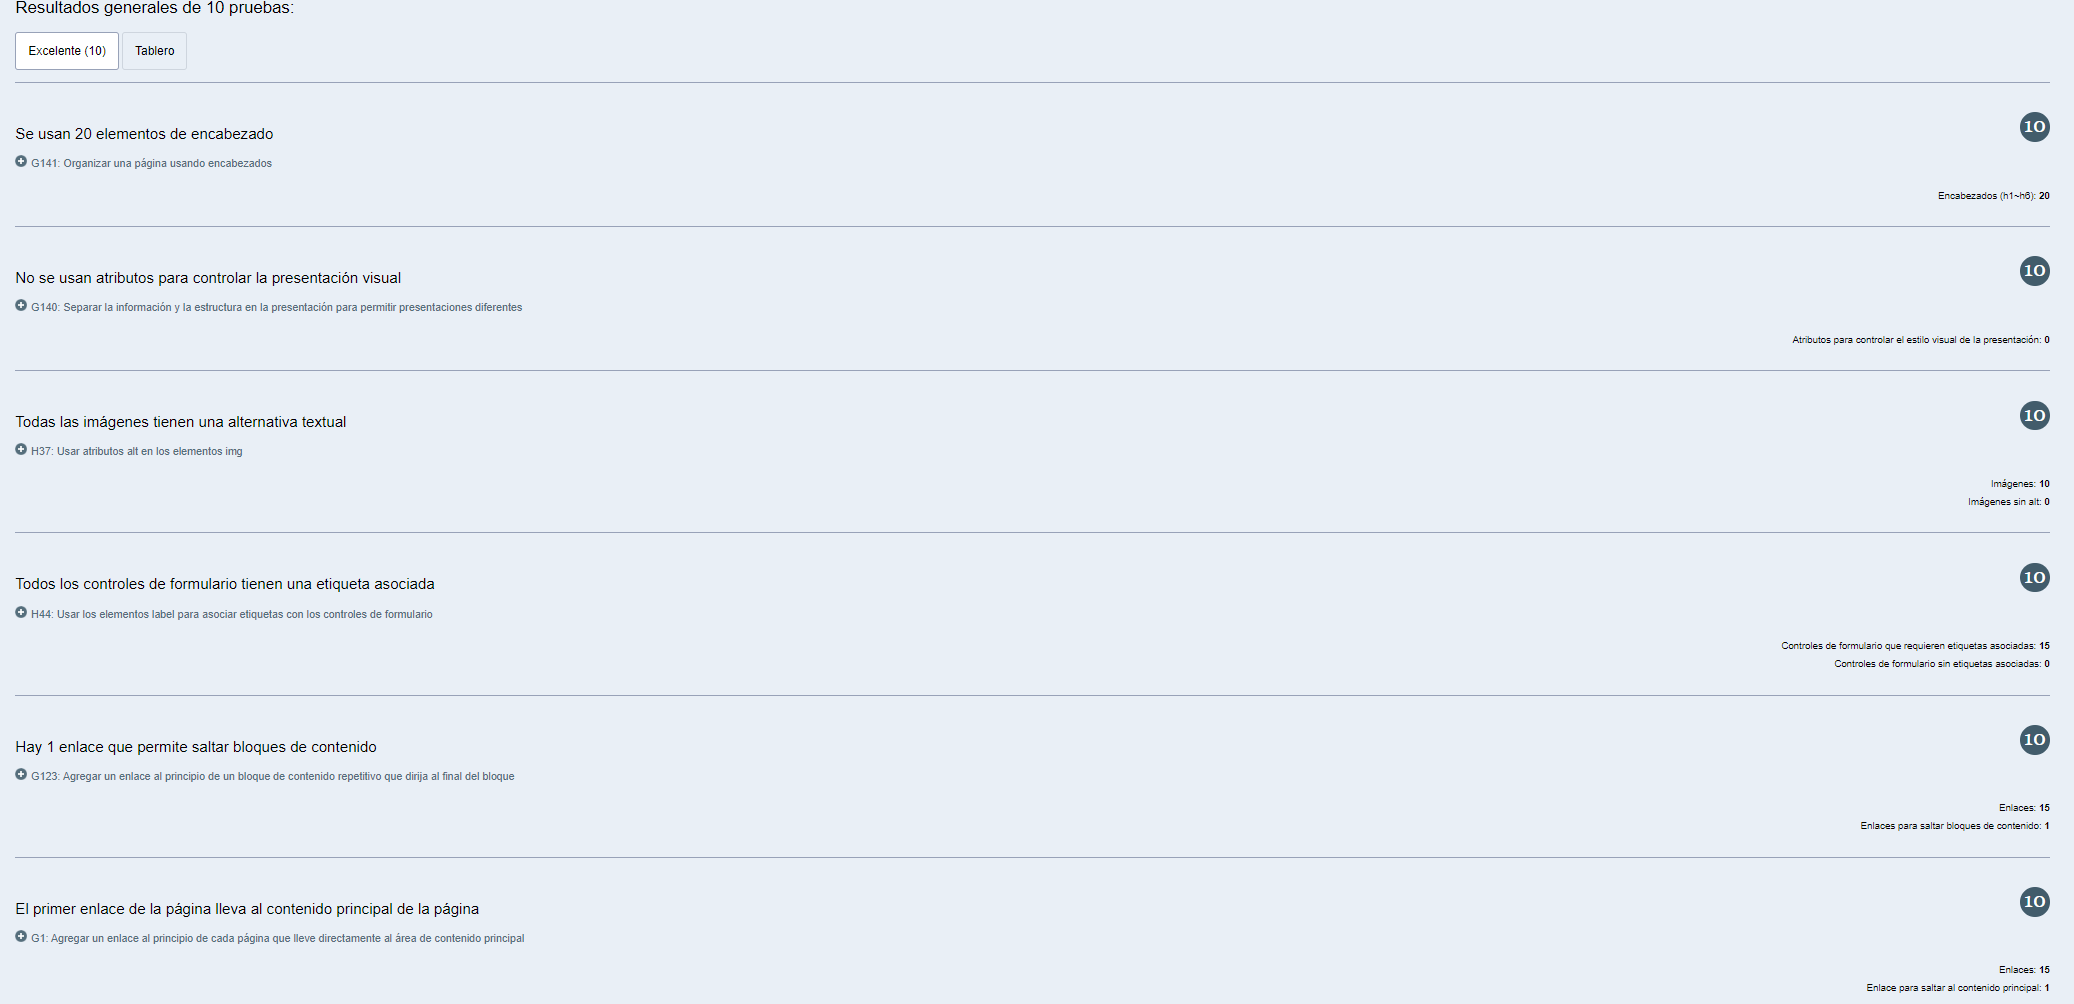 Resultados generales de 10 pruebas:
Excelente (10) Tablero
Se usan 20 elementos de encabezado
10
G141: Organizar una página usando encabezados
Encabezados (h1~h6): 20
No se usan atributos para controlar la presentación visual
10
G140: Separar la información y la estructura en la presentación para permitir presentaciones diferentes
Atributos para controlar el estilo visual de la presentación: 0
Todas las imágenes tienen una alternativa textual
10
H37: Usar atributos alt en los elementos img
Imágenes: 10
Imágenes sin alt: 0
Todos los controles de formulario tienen una etiqueta asociada
10
H44: Usar los elementos label para asociar etiquetas con los controles de formulario
Controles de formulario que requieren etiquetas asociadas: 15
Controles de formulario sin etiquetas asociadas: 0
Hay 1 enlace que permite saltar bloques de contenido
10
G123: Agregar un enlace al principio de un bloque de contenido repetitivo que dirija al final del bloque
Enlaces: 15
Enlaces para saltar bloques de contenido: 1
El primer enlace de la página lleva al contenido principal de la página
10
G1: Agregar un enlace al principio de cada página que lleve directamente al área de contenido principal
Enlaces: 15
Enlace para saltar al contenido principal: 1